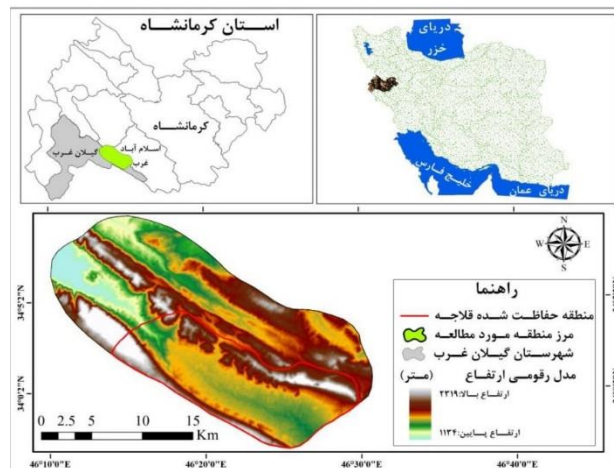 استان کرمانشاه
کرمانشاه
اسلام آباد
غرب
گیلان غرب
دریای
خزر
خلیج فارس
دریای عمان
46°10'0"E
46°20'0"E
46°30'0"E
46°40'0"E
34°5'2"N
34°0'2"N
N
W
E
S
راهنما
منطقه حفاظت شده قلاجه
مرز منطقه مورد مطالعه
شهرستان گیلان غرب
مدل رقومی ارتفاع (متر)
ارتفاع بالا:۲۳۱۹
ارتفاع پایین:۱۱۳۴
0 2.5 5 10 15
Km